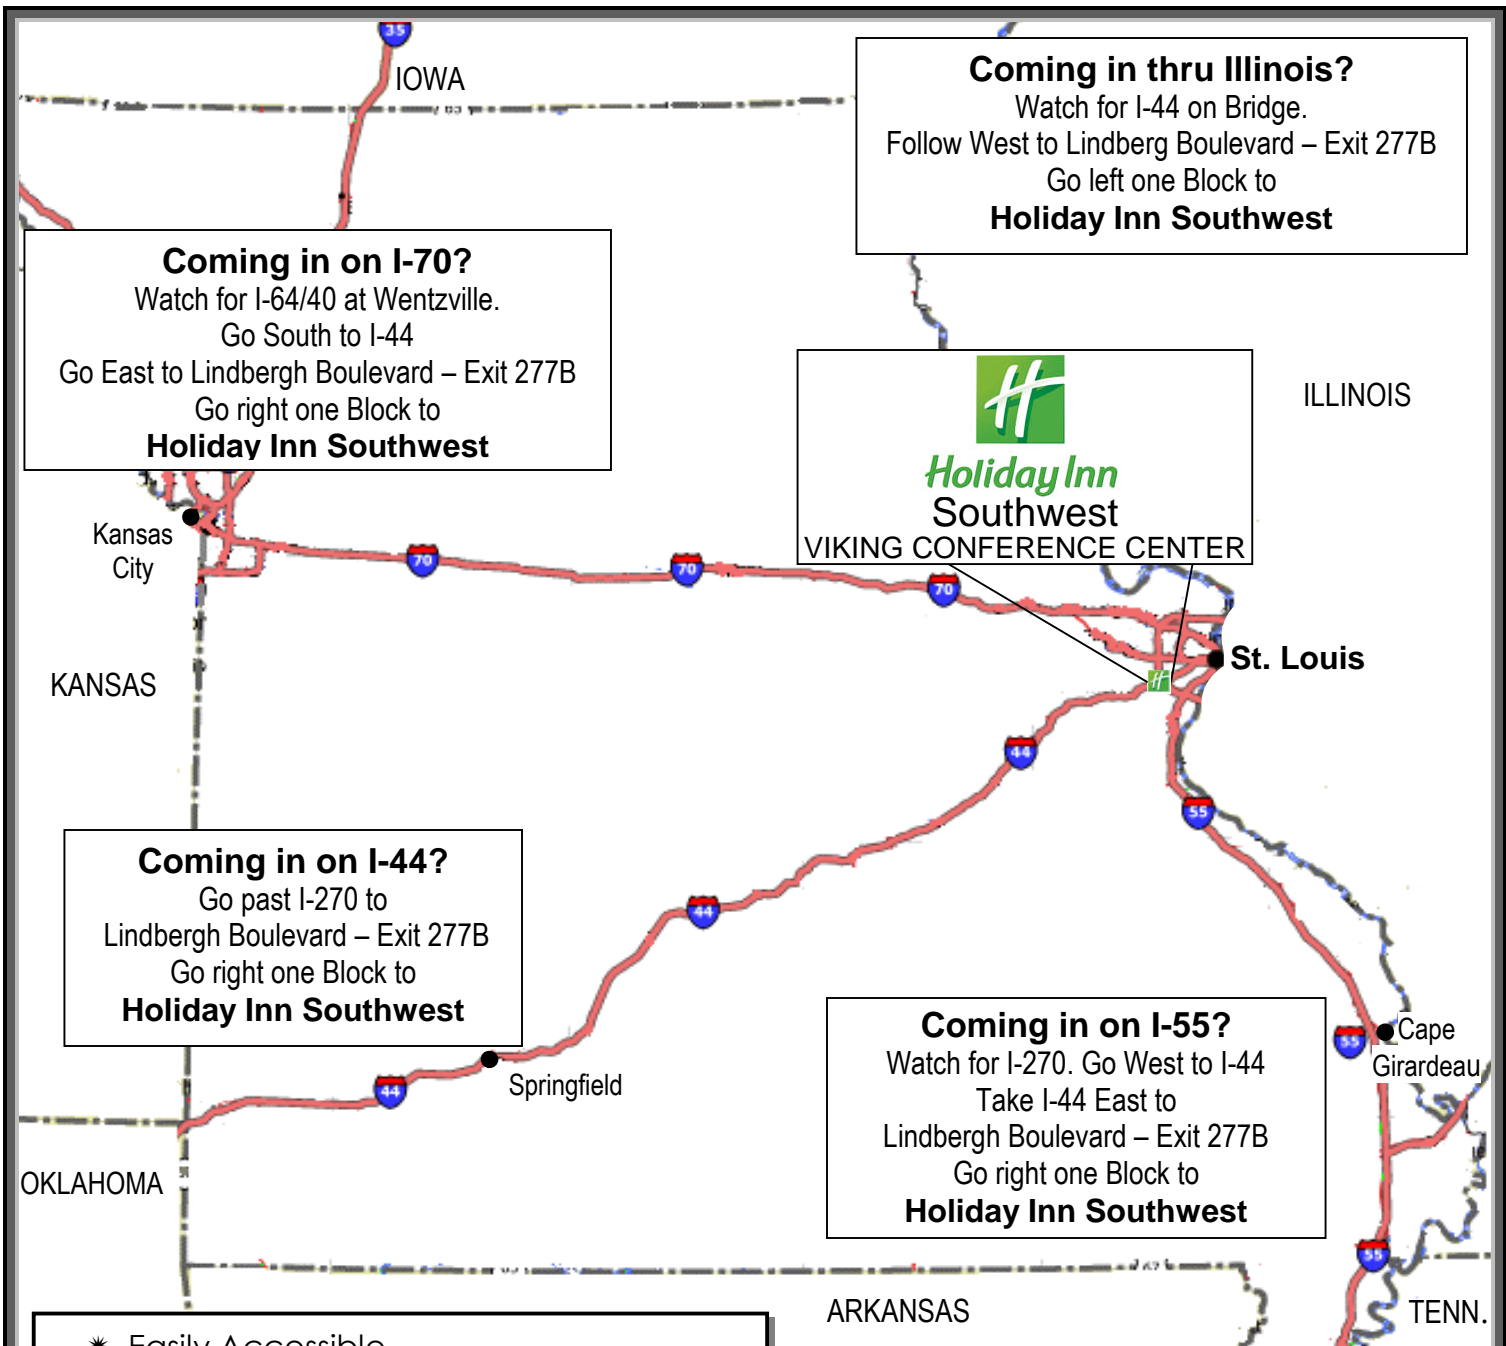 35
IOWA
Coming in thru Illinois?
Watch for I-44 on Bridge.
Follow West to Lindberg Boulevard – Exit 277B
Go left one Block to
Holiday Inn Southwest
Coming in on I-70?
Watch for I-64/40 at Wentzville.
Go South to I-44
Go East to Lindbergh Boulevard – Exit 277B
Go right one Block to
Holiday Inn Southwest
ILLINOIS
H
Holiday Inn
Southwest
VIKING CONFERENCE CENTER
Kansas
City
70
70
70
St. Louis
H
KANSAS
44
55
Coming in on I-44?
Go past I-270 to
Lindbergh Boulevard – Exit 277B
Go right one Block to
Holiday Inn Southwest
44
Coming in on I-55?
Watch for I-270. Go West to I-44
Take I-44 East to
Lindbergh Boulevard – Exit 277B
Go right one Block to
Holiday Inn Southwest
55
Cape
Girardeau
44
Springfield
OKLAHOMA
55
ARKANSAS
TENN.
Easily Accessible